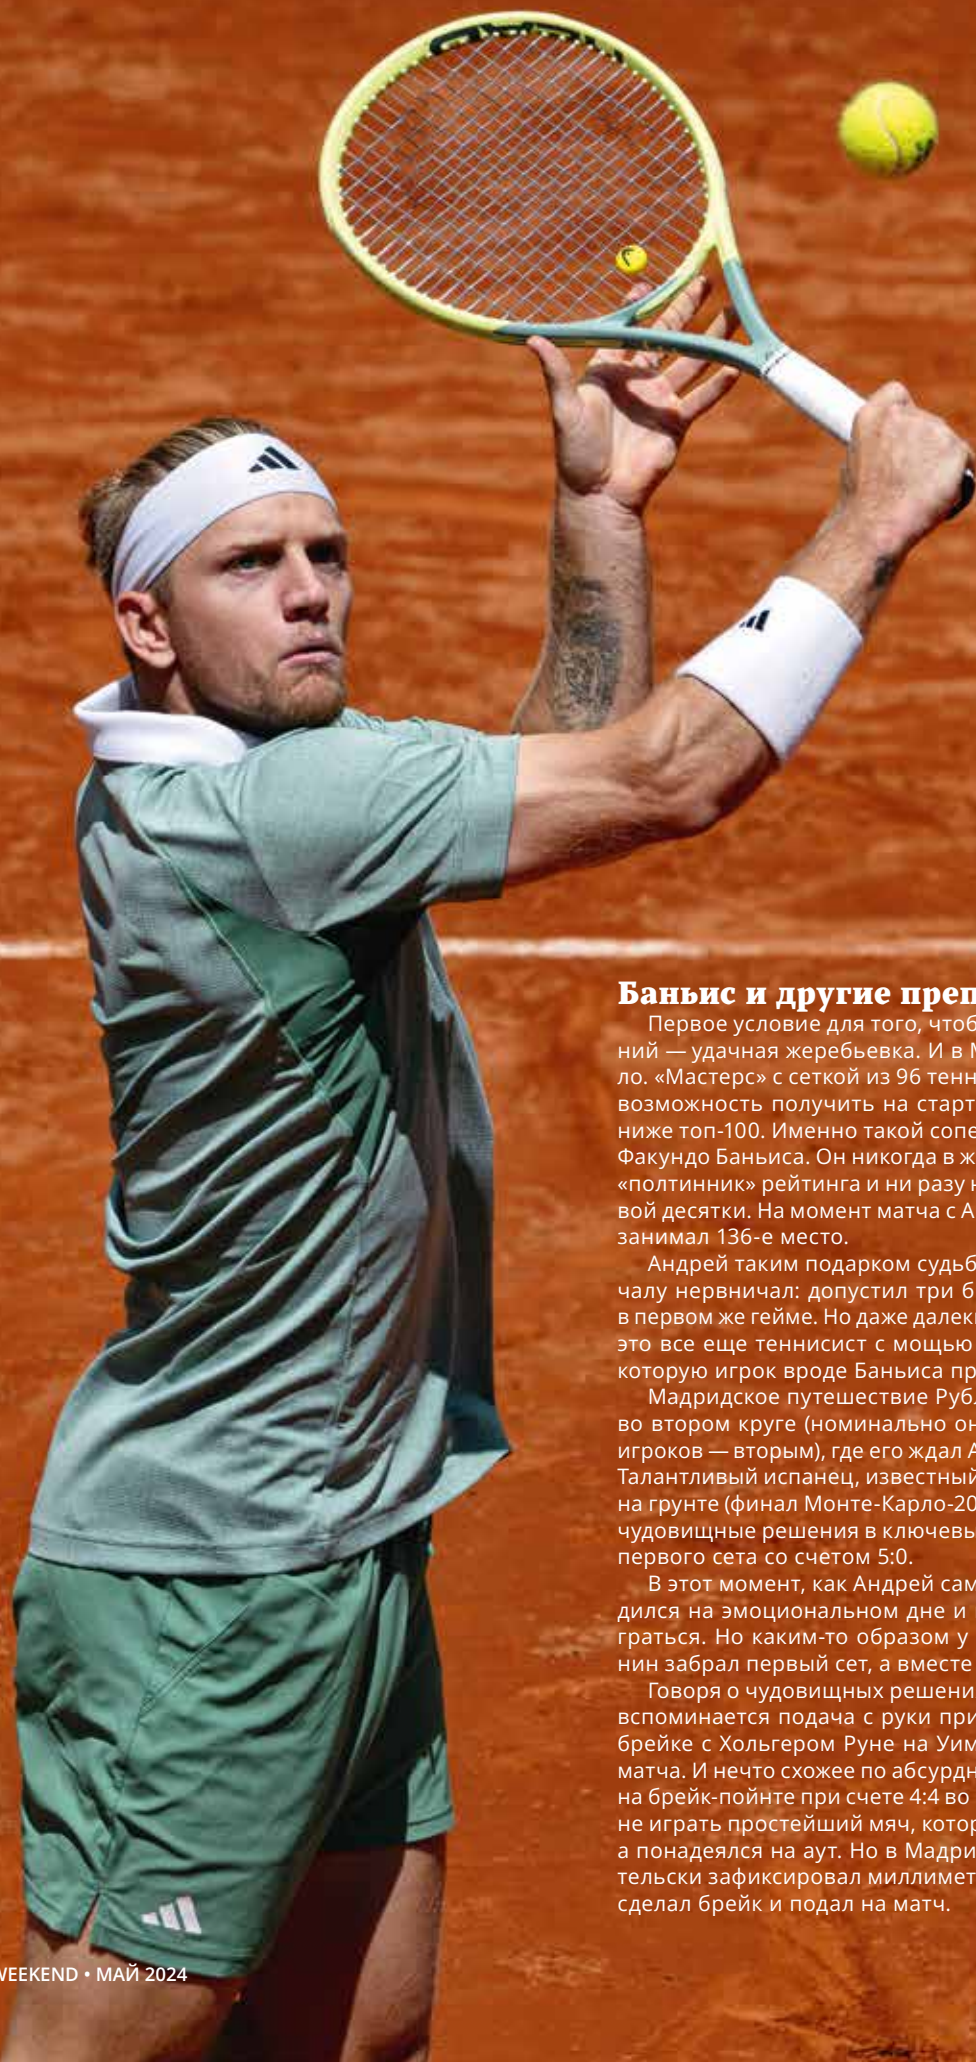 Баньис и другие преп
Первое условие для того, чтоб
ний — удачная жеребьевка. И в М
ло. «Мастерс» с сеткой из 96 тенн
возможность получить на старт
ниже топ-100. Именно такой сопе
Факундо Баньиса. Он никогда в ж
«полтинник» рейтинга и ни разу н
вой десятки. На момент матча с А
занимал 136-е место.
Андрей таким подарком судьб
чалу нервничал: допустил три б
в первом же гейме. Но даже далек
это все еще теннисист с мощью
которую игрок вроде Баньиса пр
Мадридское путешествие Рубл
во втором круге (номинально он
игроков — вторым), где его ждал А
Талантливый испанец, известный
на грунте (финал Монте-Карло-20
чудовищные решения в ключевы
первого сета со счетом 5:0.
В этот момент, как Андрей сам
дился на эмоциональном дне и
граться. Но каким-то образом у
нин забрал первый сет, а вместе
Говоря о чудовищных решени
вспоминается подача с руки при
брейке с Хольгером Руне на Уим
матча. И нечто схожее по абсурдн
на брейк-пойнте при счете 4:4 во
не играть простейший мяч, котор
а понадеялся на аут. Но в Мадри
тельски зафиксировал миллимет
сделал брейк и подал на матч.
WEEKEND • МАЙ 2024